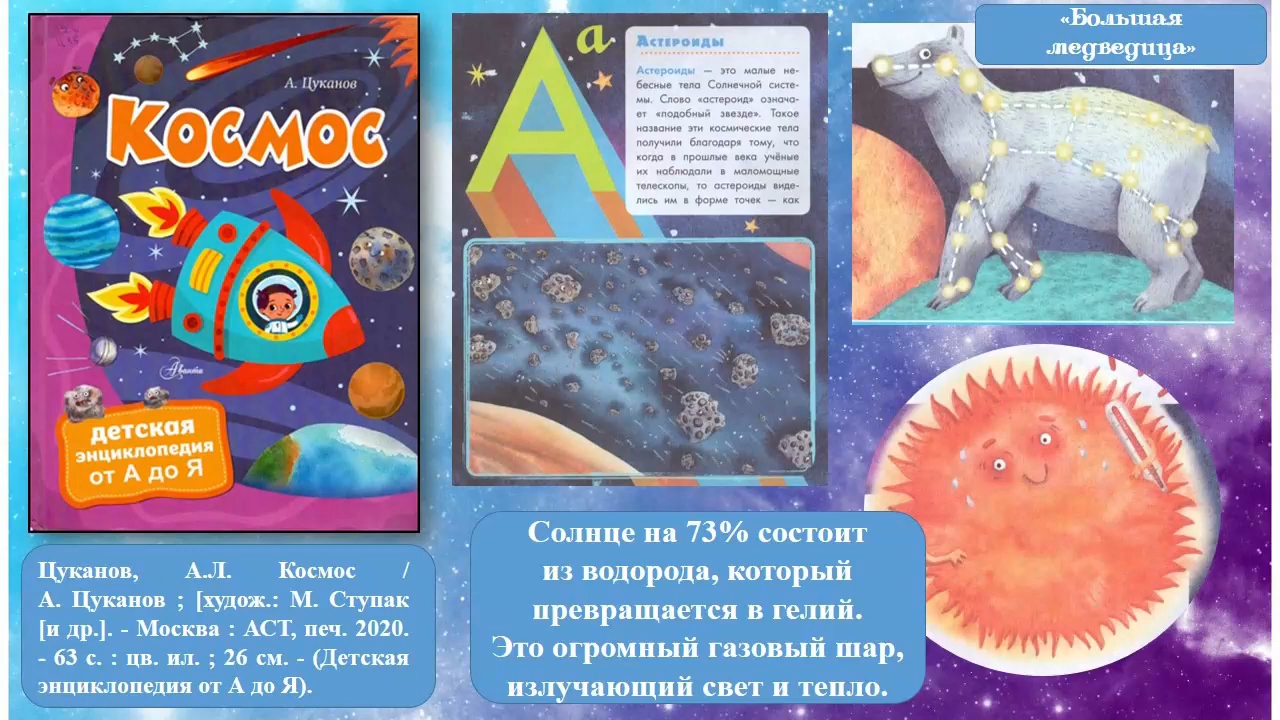 А. Цуканов
Космос
Аванта
детская
энциклопедия
от А до Я
А а
Астероиды
Астероиды — это малые не-
бесные тела Солнечной систе-
мы. Слово «астероид» означа-
ет «подобный звезде». Такое
название эти космические тела
получили благодаря тому, что
когда в прошлые века учёные
их наблюдали в маломощные
телескопы, то астероиды виде-
лись им в форме точек — как
«Большая
медведица»
Цуканов, А.Л. Космос /
А. Цуканов ; [худож.: М. Ступак
[и др.]. - Москва : АСТ, печ. 2020.
- 63 с. : цв. ил. ; 26 см. - (Детская
энциклопедия от А до Я).
Солнце на 73% состоит
из водорода, который
превращается в гелий.
Это огромный газовый шар,
излучающий свет и тепло.